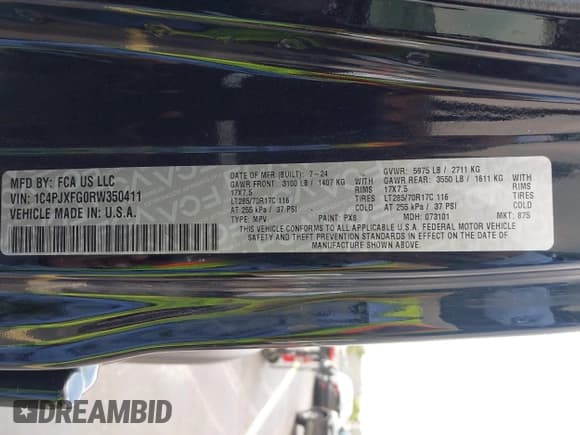 MFD BY: FCA US LLC
VIN: 1C4PJXFG0RW350411
VEHICLE MADE IN U.S.A.
DATE OF MFR (BUILT): 7-24
GAWR FRONT: 3100 LB / 1407 KG WITH
17X7.5 RIMS
LT285/70R17C 116 TIRES
AT 255 kPa / 37 PSI COLD
TYPE: MPV PAINT: PX8
GVWR: 5975 LB / 2711 KG
GAWR REAR: 3550 LB / 1611 KG WITH
17X7.5 RIMS
LT285/70R17C 116 TIRES
AT 255 kPa / 37 PSI COLD
MDH: 073101 MKT: 875
THIS VEHICLE CONFORMS TO ALL APPLICABLE U.S.A. FEDERAL MOTOR VEHICLE
SAFETY AND THEFT PREVENTION STANDARDS IN EFFECT ON THE DATE OF
MANUFACTURE SHOWN ABOVE.
DREAMBID